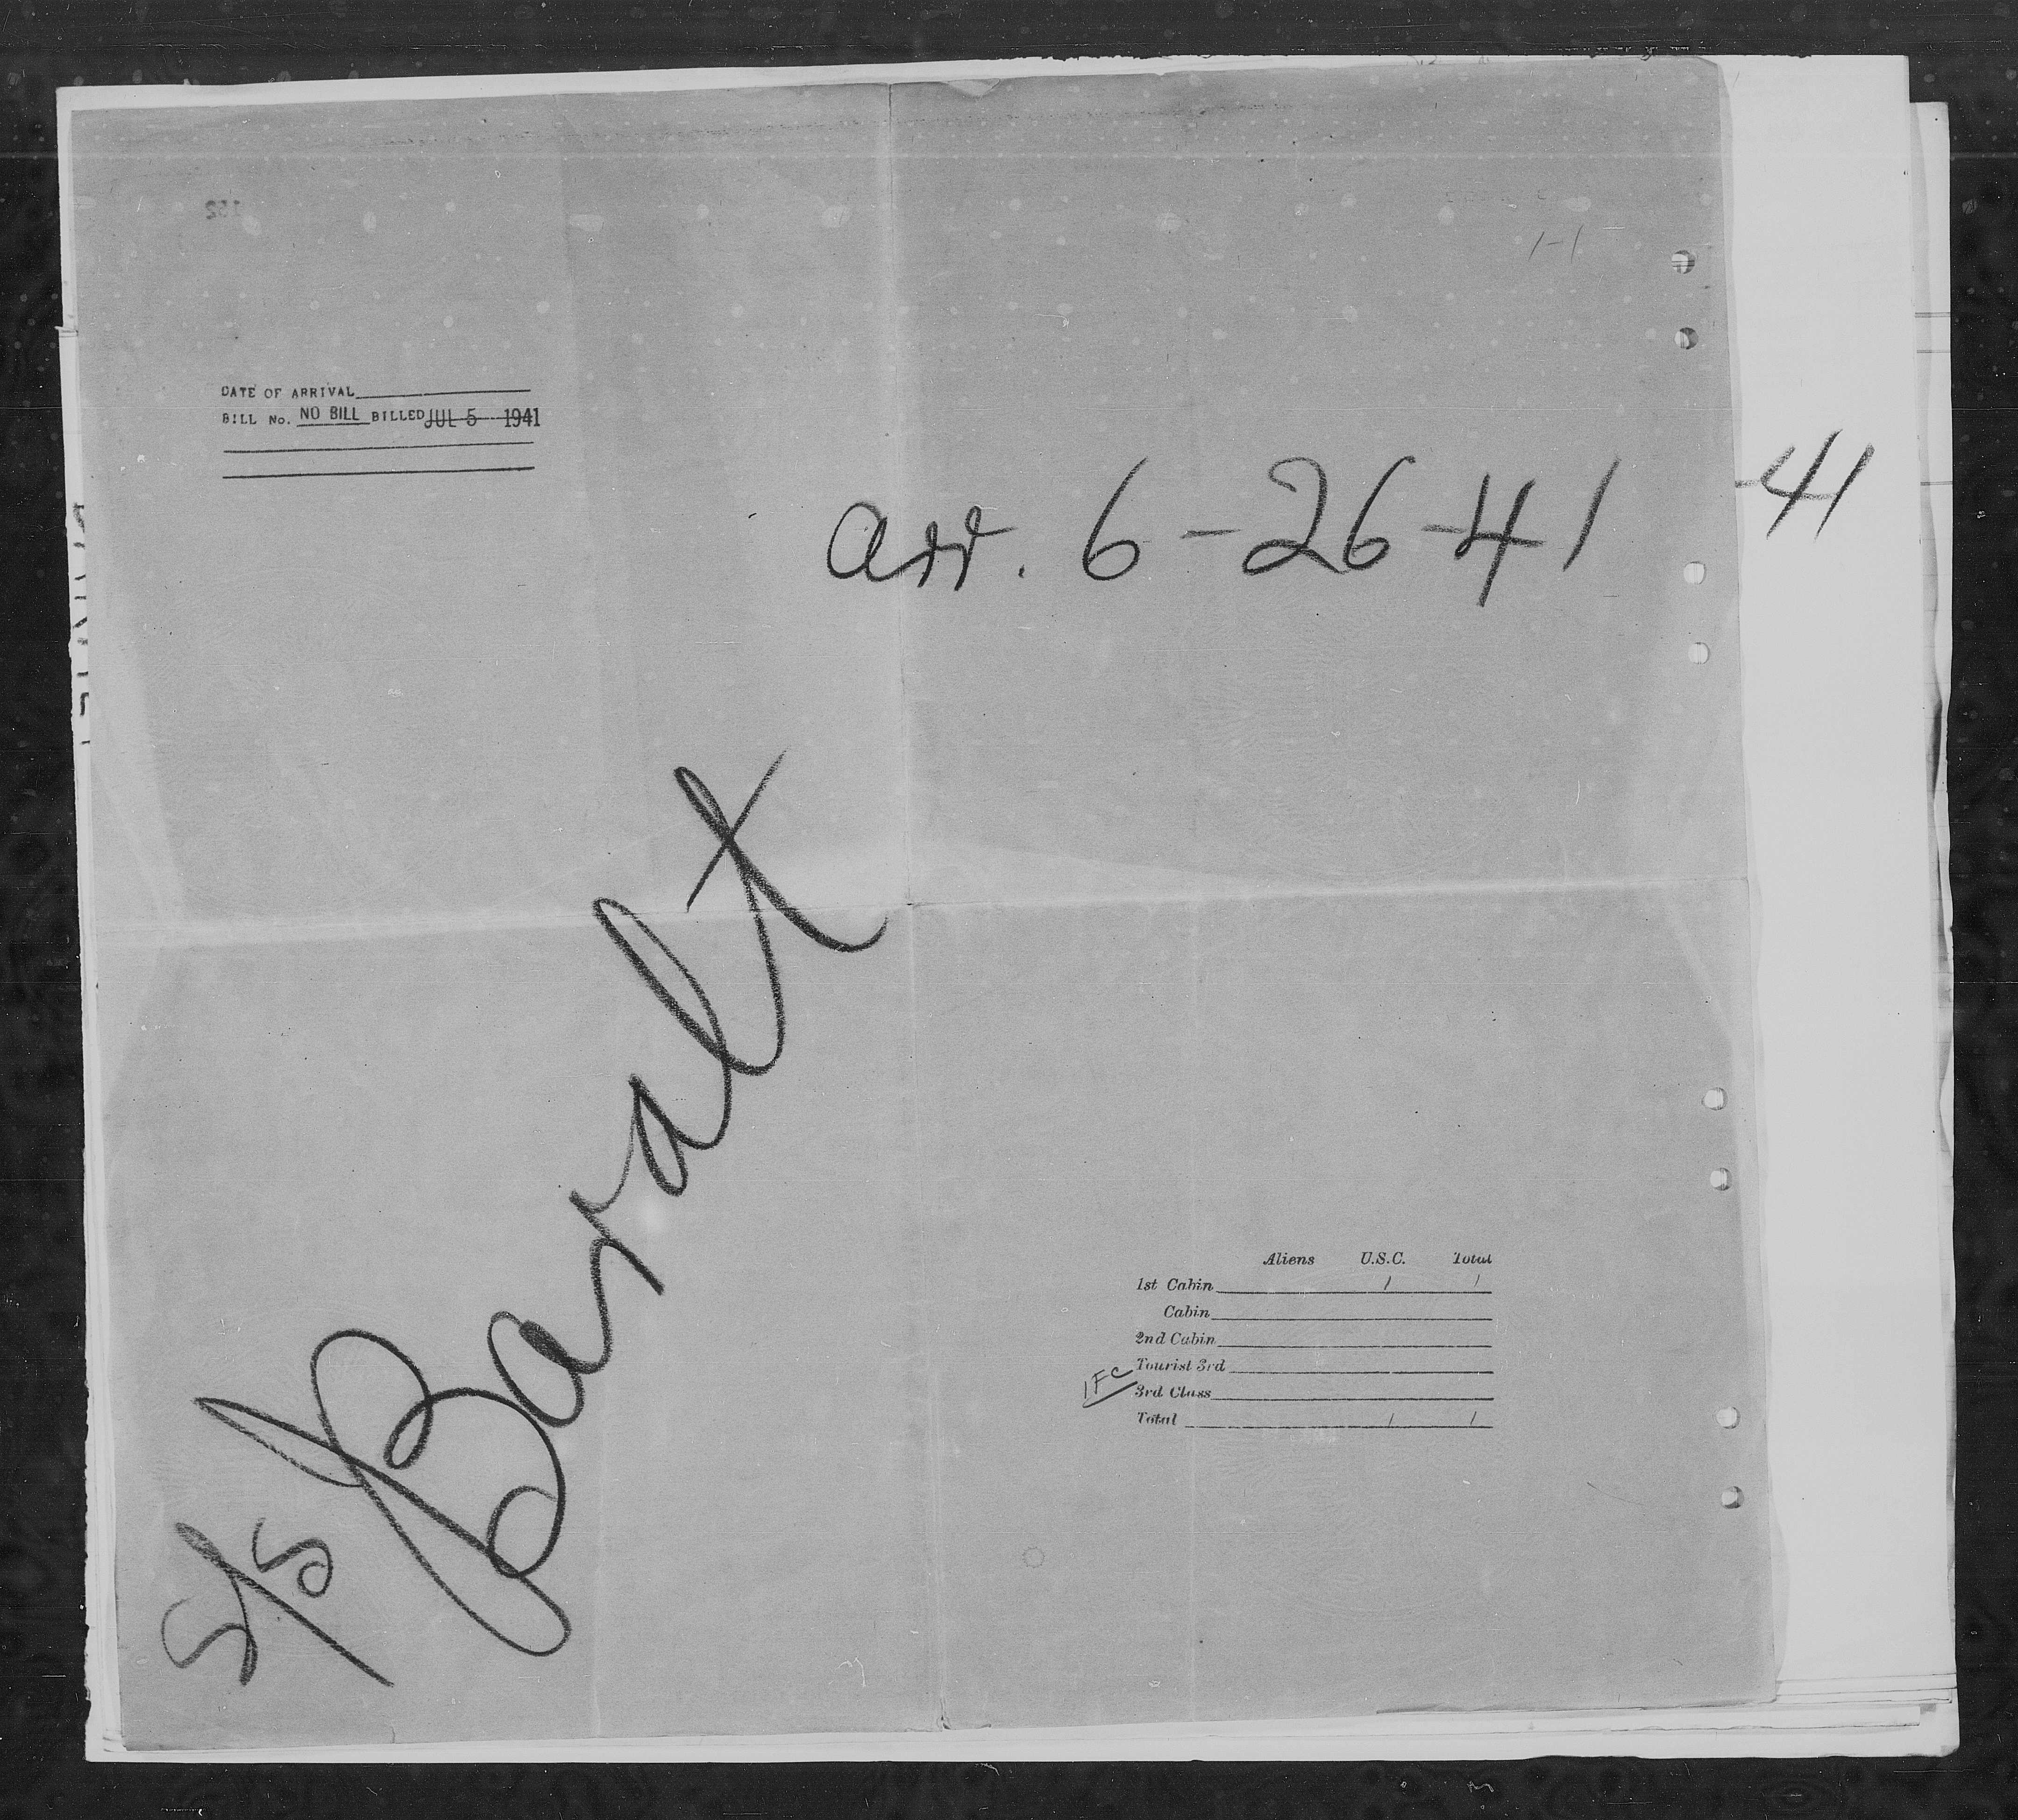 1-1
DATE OF ARRIVAL
BILL No. NO BILL BILLED JUL 5 1941
arr. 6-26-41
-41
S/S Baralt
Aliens U.S.C. Total
1st Cabin 1 1
Cabin
2nd Cabin
Tourist 3rd
1FC
3rd Class
Total 1 1